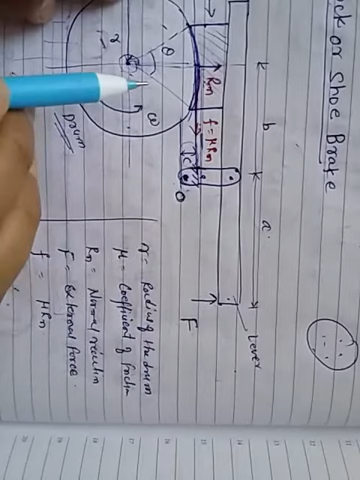 ck or Shoe Brake
b
a
Rn
f = μRn
θ
r
ω
Drum
O
F
Lever
r = Radius of the drum
μ = Coefficient of friction
Rn = Normal reaction
F = External force.
f = μRn